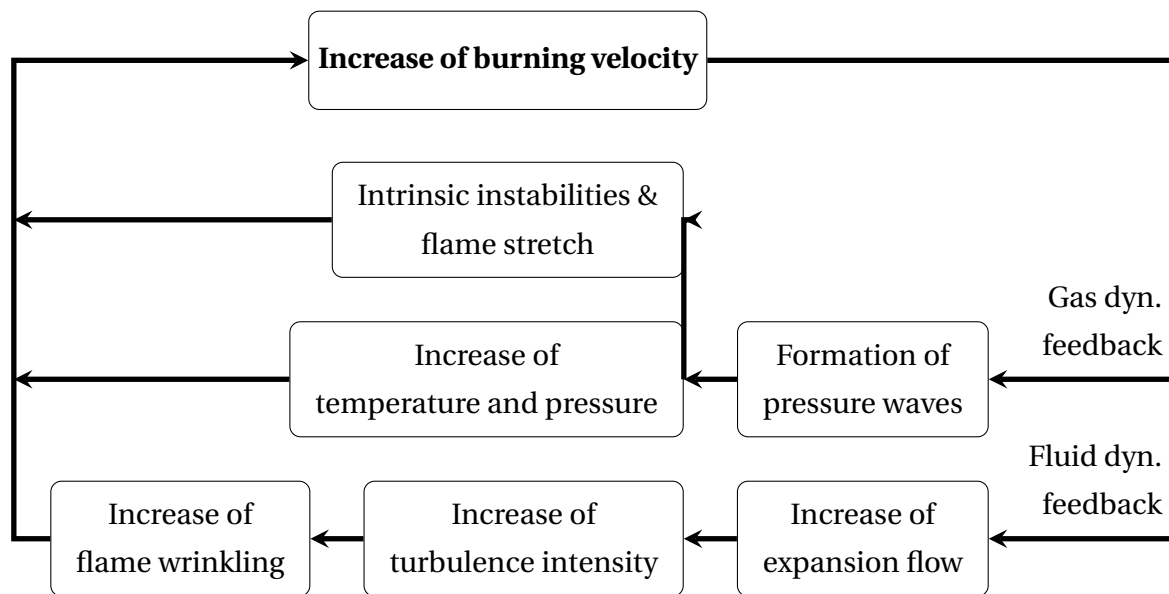 Increase of burning velocity
Intrinsic instabilities &
flame stretch
Gas dyn.
feedback
Increase of
temperature and pressure
Formation of
pressure waves
Fluid dyn.
feedback
Increase of
flame wrinkling
Increase of
turbulence intensity
Increase of
expansion flow